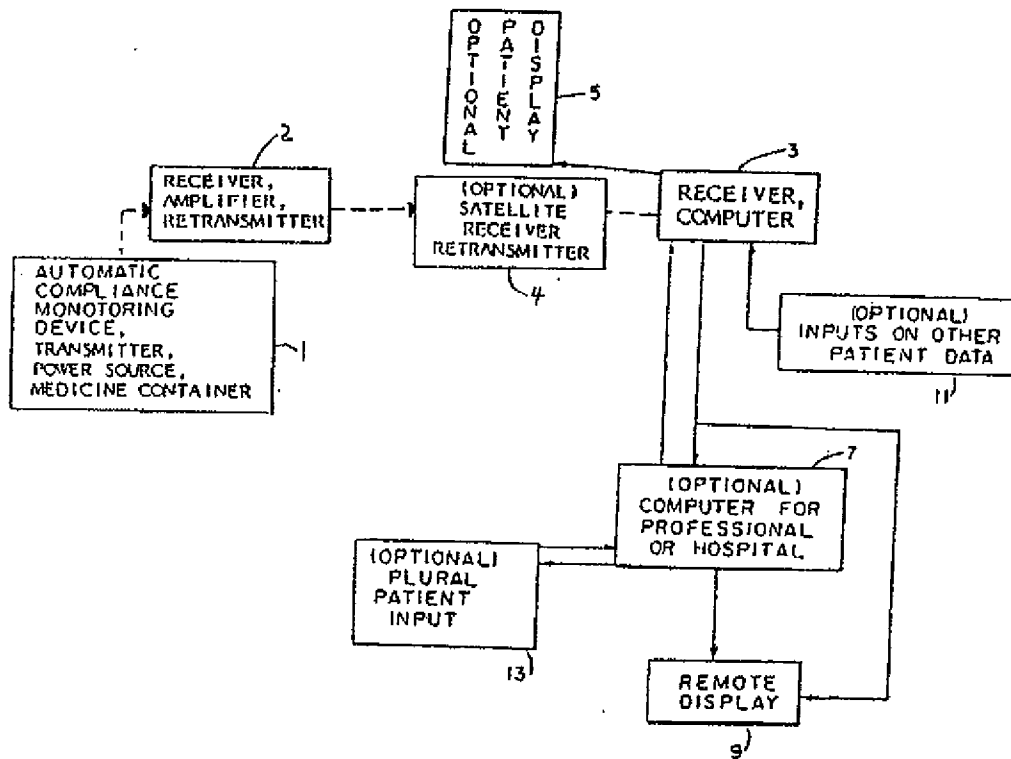 OPTIONAL
PATIENT
DISPLAY
5
2
RECEIVER,
AMPLIFIER,
RETRANSMITTER
(OPTIONAL)
SATELLITE
RECEIVER
RETRANSMITTER
4
3
RECEIVER,
COMPUTER
AUTOMATIC
COMPLIANCE
MONOTORING
DEVICE,
TRANSMITTER,
POWER SOURCE,
MEDICINE CONTAINER
1
(OPTIONAL)
INPUTS ON OTHER
PATIENT DATA
11
7
(OPTIONAL)
COMPUTER FOR
PROFESSIONAL
OR HOSPITAL
(OPTIONAL)
PLURAL
PATIENT
INPUT
13
REMOTE
DISPLAY
9